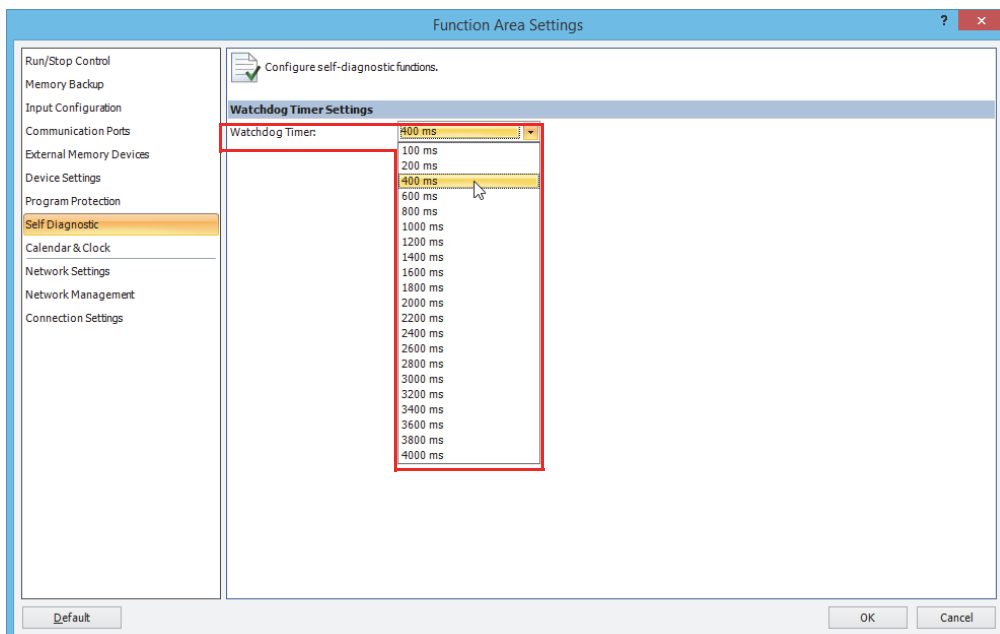 Function Area Settings
?
Run/Stop Control
Memory Backup
Input Configuration
Communication Ports
External Memory Devices
Device Settings
Program Protection
Self Diagnostic
Calendar & Clock
Network Settings
Network Management
Connection Settings
Configure self-diagnostic functions.
Watchdog Timer Settings
Watchdog Timer: 400 ms
100 ms
200 ms
400 ms
600 ms
800 ms
1000 ms
1200 ms
1400 ms
1600 ms
1800 ms
2000 ms
2200 ms
2400 ms
2600 ms
2800 ms
3000 ms
3200 ms
3400 ms
3600 ms
3800 ms
4000 ms
Default
OK
Cancel